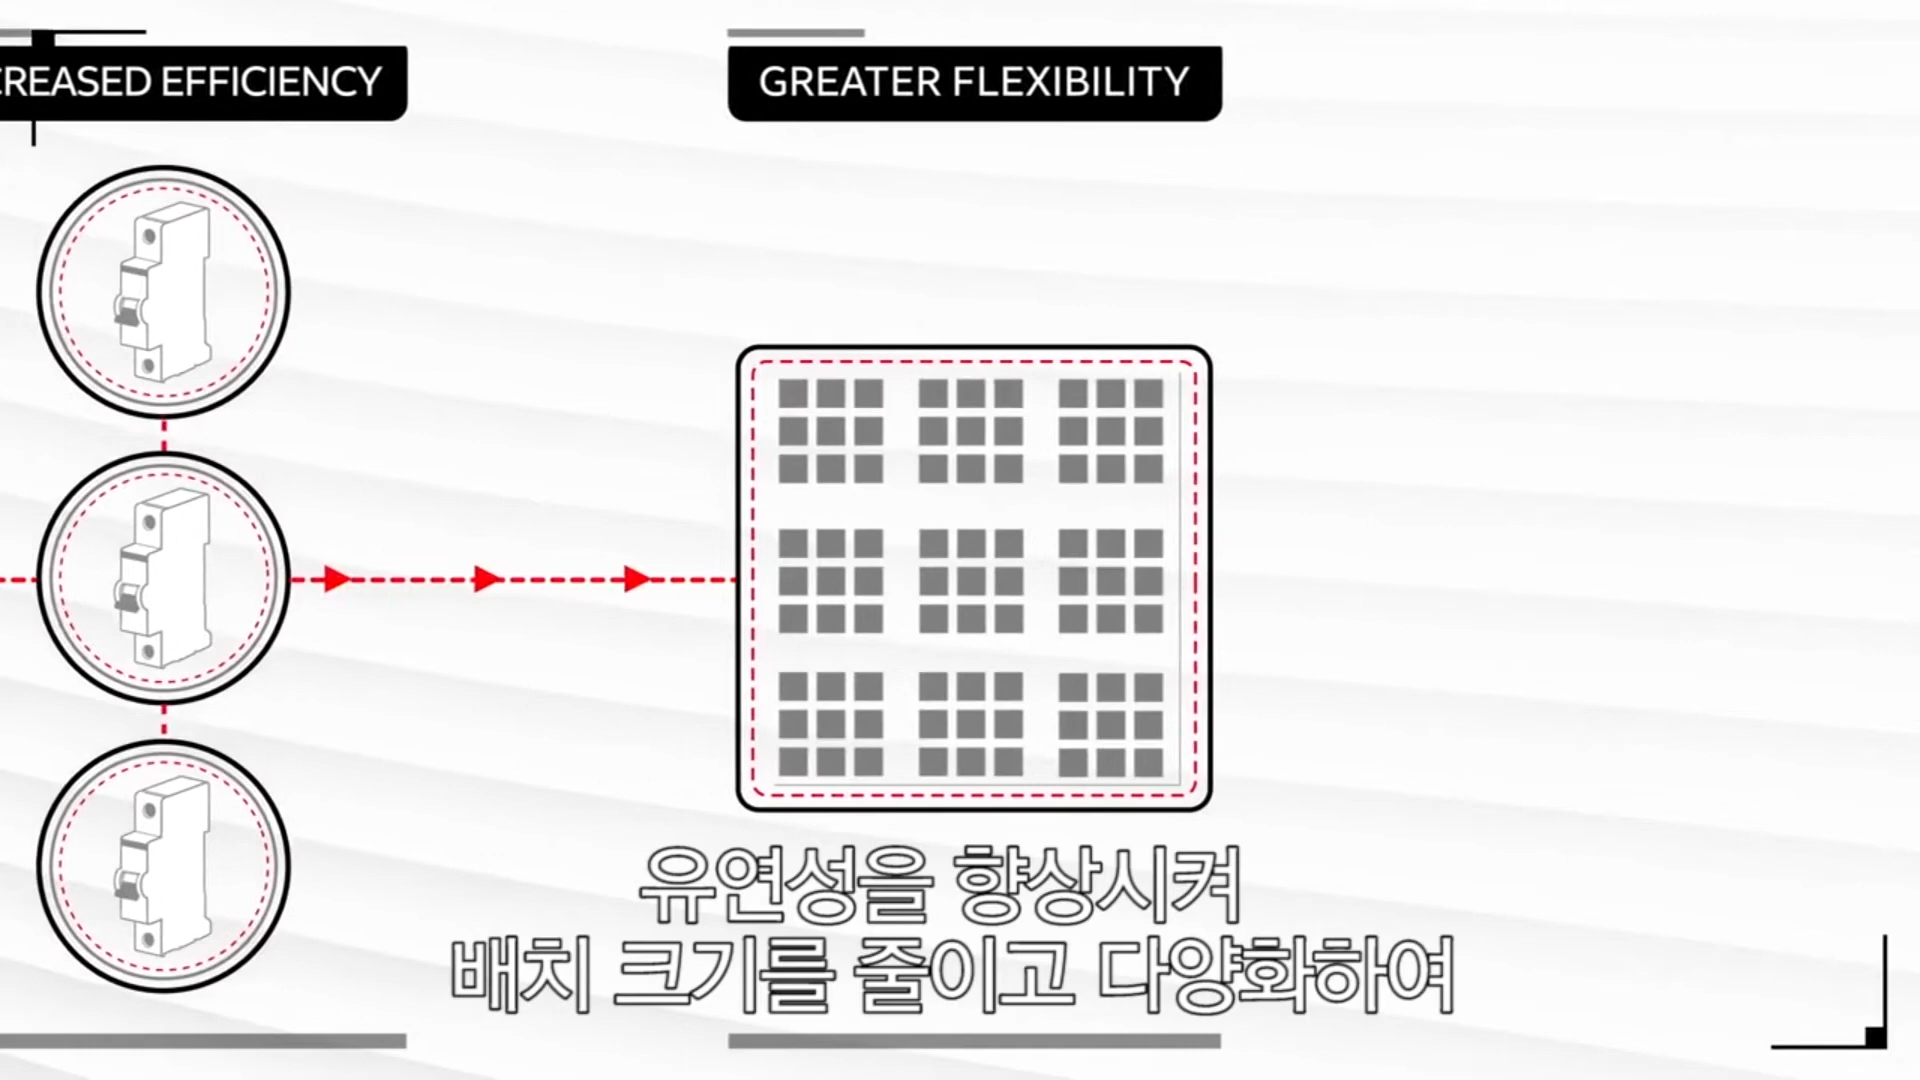 CREASED EFFICIENCY
GREATER FLEXIBILITY
유연성을 향상시켜
배치 크기를 줄이고 다양화하여